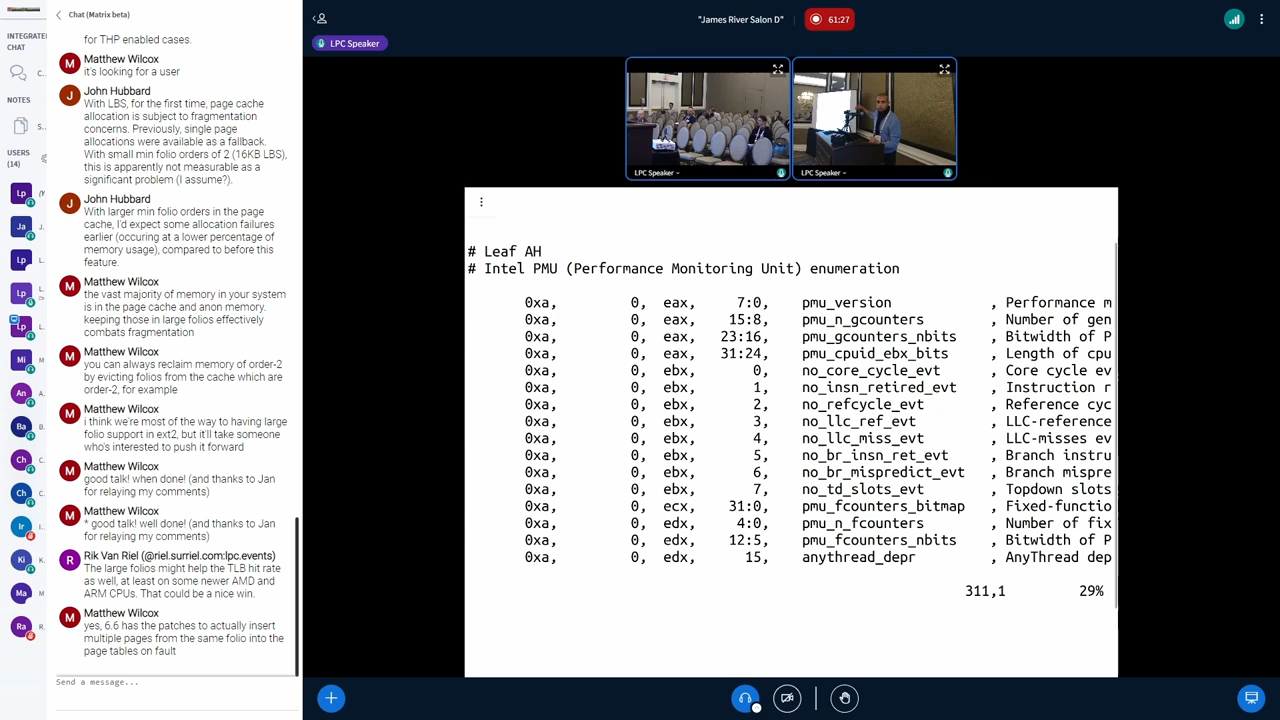 INTEGRATE
CHAT
C.
NOTES
S..
USERS
(14)
Lp
Ja
J.
Lp
Lp
Lp
Mi
An
A.
Ba
B.
Ch
C.
Ch
C.
Ir
Ki
K.
Ma
Ra
Chat (Matrix beta)
for THP enabled cases.
M
Matthew Wilcox
it's looking for a user
J
John Hubbard
With LBS, for the first time, page cache
allocation is subject to fragmentation
concerns. Previously, single page
allocations were available as a fallback.
With small min folio orders of 2 (16KB LBS),
this is apparently not measurable as a
significant problem (I assume?).
J
John Hubbard
With larger min folio orders in the page
cache, I'd expect some allocation failures
earlier (occuring at a lower percentage of
memory usage), compared to before this
feature.
M
Matthew Wilcox
the vast majority of memory in your system
is in the page cache and anon memory.
keeping those in large folios effectively
combats fragmentation
M
Matthew Wilcox
you can always reclaim memory of order-2
by evicting folios from the cache which are
order-2, for example
M
Matthew Wilcox
i think we're most of the way to having large
folio support in ext2, but it'll take someone
who's interested to push it forward
M
Matthew Wilcox
good talk! when done! (and thanks to Jan
for relaying my comments)
M
Matthew Wilcox
* good talk! well done! (and thanks to Jan
for relaying my comments)
R
Rik Van Riel (@riel.surriel.com:lpc.events)
The large folios might help the TLB hit rate
as well, at least on some newer AMD and
ARM CPUs. That could be a nice win.
M
Matthew Wilcox
yes, 6.6 has the patches to actually insert
multiple pages from the same folio into the
page tables on fault
Send a message...
"James River Salon D"
61:27
LPC Speaker
LPC Speaker
LPC Speaker
# Leaf AH
# Intel PMU (Performance Monitoring Unit) enumeration
0xa, 0, eax, 7:0, pmu_version , Performance m
0xa, 0, eax, 15:8, pmu_n_gcounters , Number of gen
0xa, 0, eax, 23:16, pmu_gcounters_nbits , Bitwidth of P
0xa, 0, eax, 31:24, pmu_cpuid_ebx_bits , Length of cpu
0xa, 0, ebx, 0, no_core_cycle_evt , Core cycle ev
0xa, 0, ebx, 1, no_insn_retired_evt , Instruction r
0xa, 0, ebx, 2, no_refcycle_evt , Reference cyc
0xa, 0, ebx, 3, no_llc_ref_evt , LLC-reference
0xa, 0, ebx, 4, no_llc_miss_evt , LLC-misses ev
0xa, 0, ebx, 5, no_br_insn_ret_evt , Branch instru
0xa, 0, ebx, 6, no_br_mispredict_evt , Branch mispre
0xa, 0, ebx, 7, no_td_slots_evt , Topdown slots
0xa, 0, ecx, 31:0, pmu_fcounters_bitmap , Fixed-functio
0xa, 0, edx, 4:0, pmu_n_fcounters , Number of fix
0xa, 0, edx, 12:5, pmu_fcounters_nbits , Bitwidth of P
0xa, 0, edx, 15, anythread_depr , AnyThread dep
311,1 29%